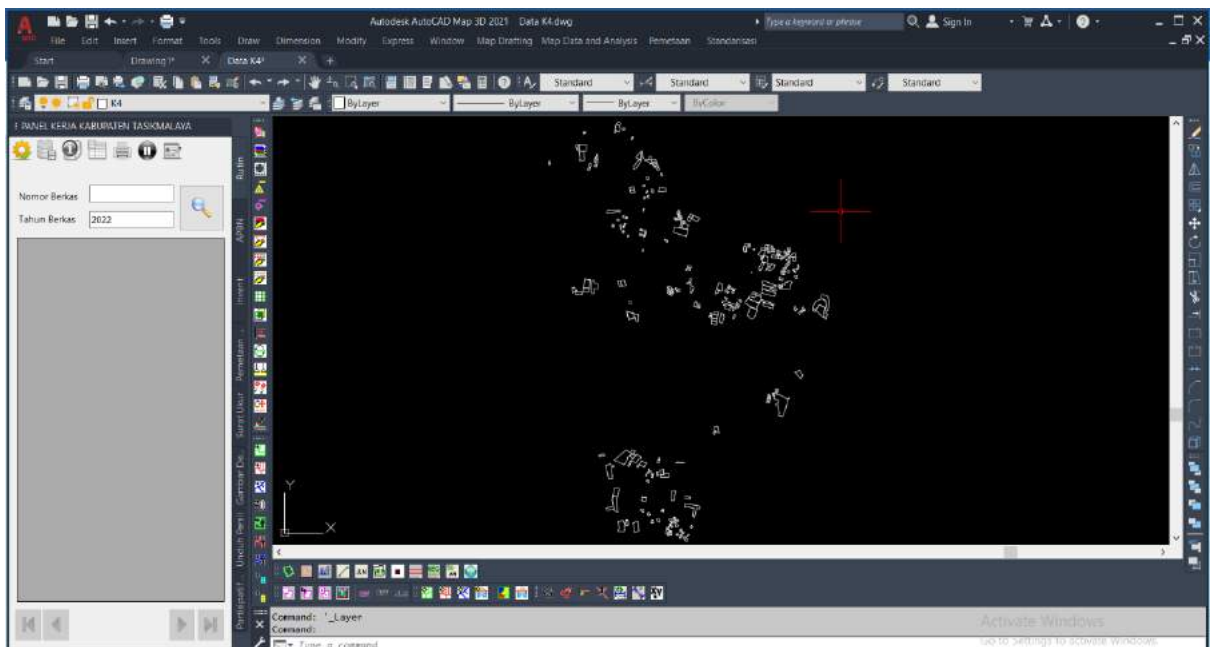 Autodesk AutoCAD Map 3D 2021 Data K4.dwg
Type a keyword or phrase
Sign In
File Edit Insert Format Tools Draw Dimension Modify Express Window Map Drafting Map Data and Analysis Pemetaan Standarisasi
Start Drawing1* Data K4*
Standard Standard Standard Standard
K4 ByLayer ByLayer ByLayer ByColor
PANEL KERJA KABUPATEN TASIKMALAYA
Nomor Berkas
Tahun Berkas 2022
Rutin
Surat Ukur
Gambar De...
Unduh Persil
Partisipatif...
Y
X
Command: '_Layer
Command:
Type a command
Activate Windows
Go to Settings to activate Windows.